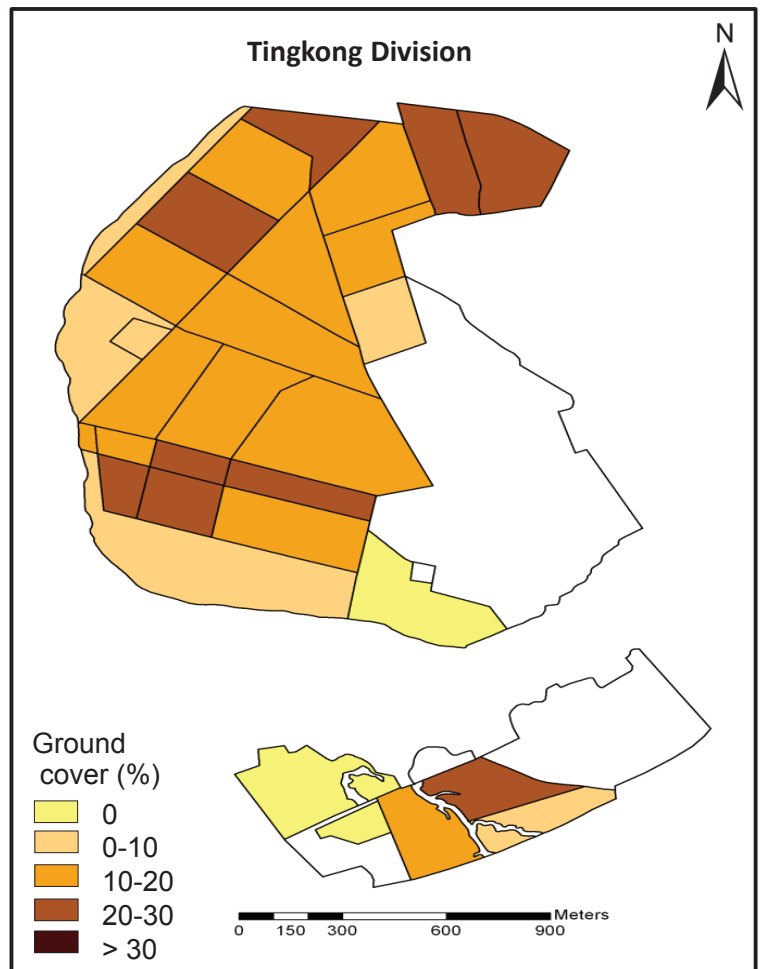 Tingkong Division
N
Ground
cover (%)
0
0-10
10-20
20-30
> 30
Meters
0 150 300 600 900